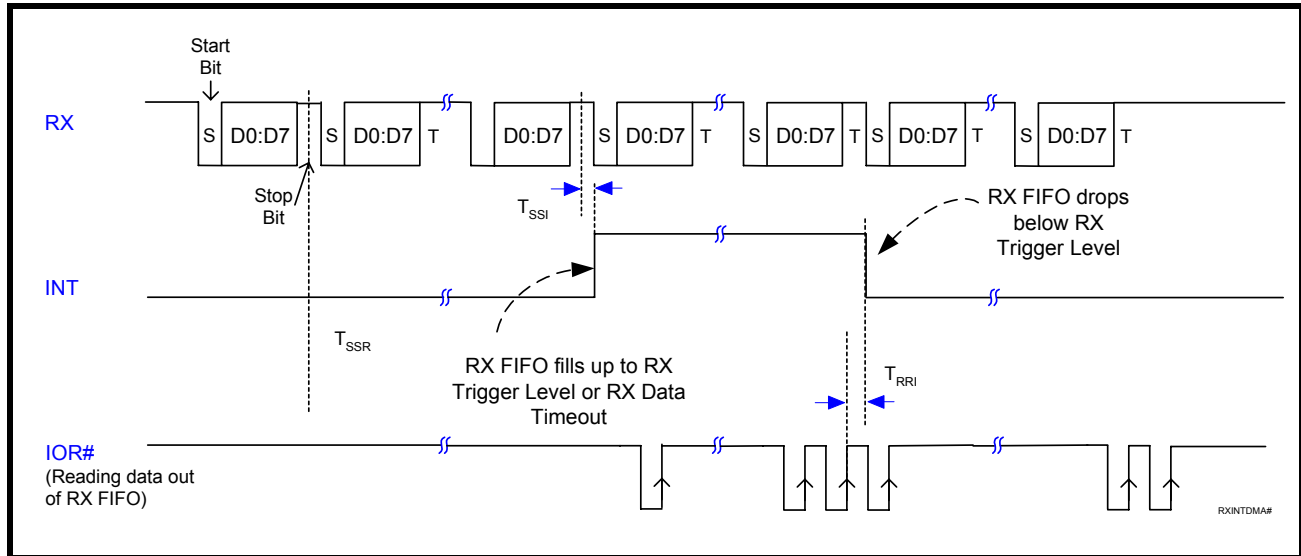 Start
Bit
RX
S D0:D7 S D0:D7 T D0:D7 S D0:D7 T S D0:D7 T S D0:D7 T S D0:D7 T
Stop
Bit
TSSI
RX FIFO drops
below RX
Trigger Level
INT
TSSR
RX FIFO fills up to RX
Trigger Level or RX Data
Timeout
TRRI
IOR#
(Reading data out
of RX FIFO)
RXINTDMA#